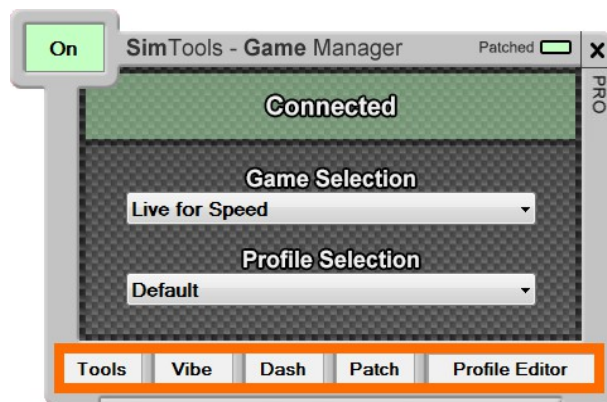 On
SimTools - Game Manager
Patched
PRO
Connected
Game Selection
Live for Speed
Profile Selection
Default
Tools Vibe Dash Patch Profile Editor